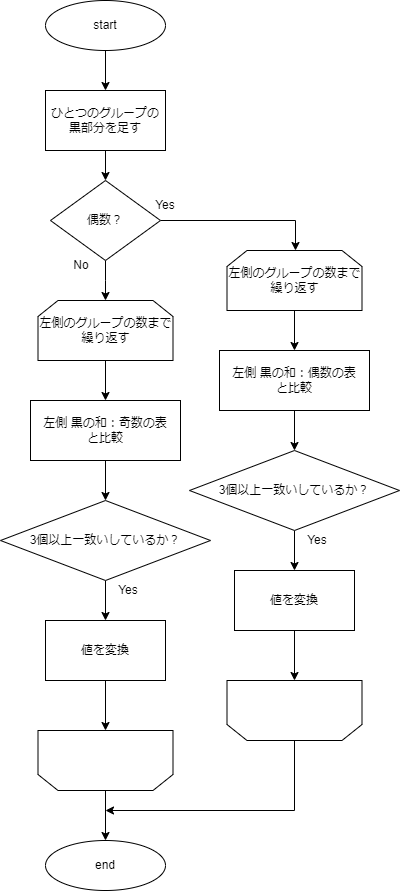 start
ひとつのグループの
黒部分を足す
偶数？
Yes
No
左側のグループの数まで
繰り返す
左側のグループの数まで
繰り返す
左側 黒の和：偶数の表
と比較
左側 黒の和：奇数の表
と比較
3個以上一致いしているか？
Yes
3個以上一致いしているか？
Yes
値を変換
値を変換
end